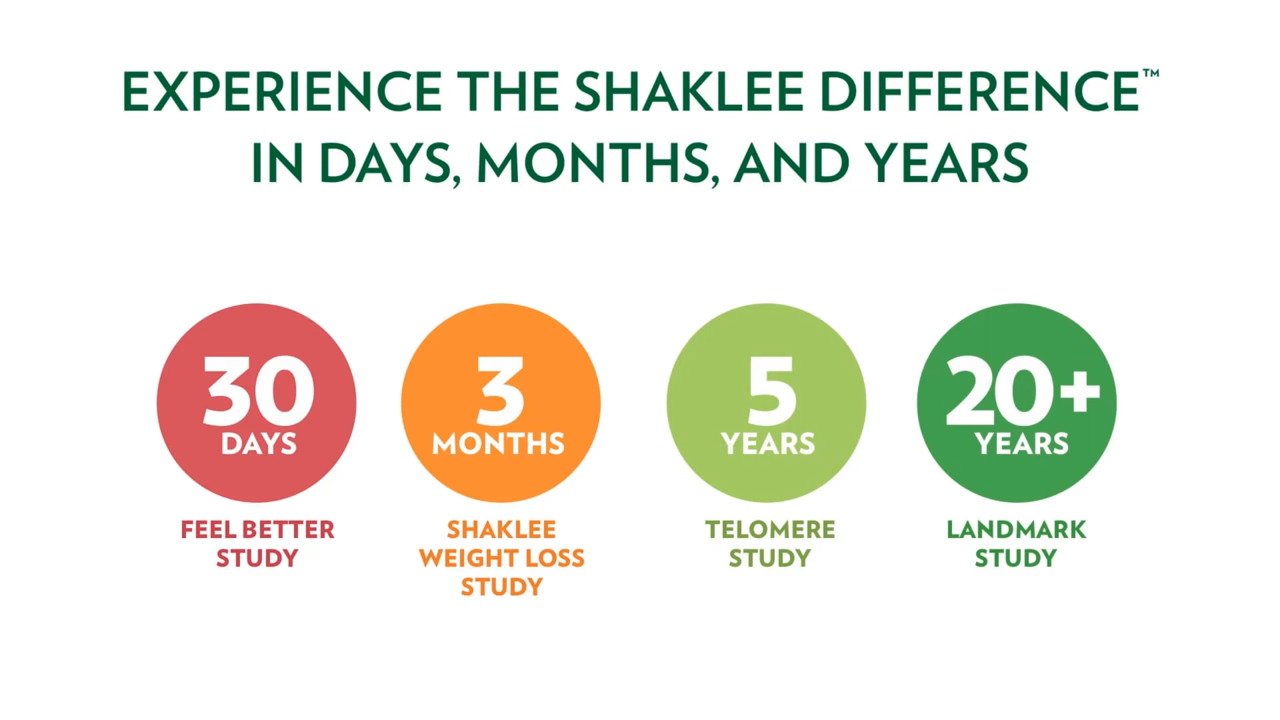 EXPERIENCE THE SHAKLEE DIFFERENCE™
IN DAYS, MONTHS, AND YEARS
30
DAYS
FEEL BETTER
STUDY
3
MONTHS
SHAKLEE
WEIGHT LOSS
STUDY
5
YEARS
TELOMERE
STUDY
20+
YEARS
LANDMARK
STUDY